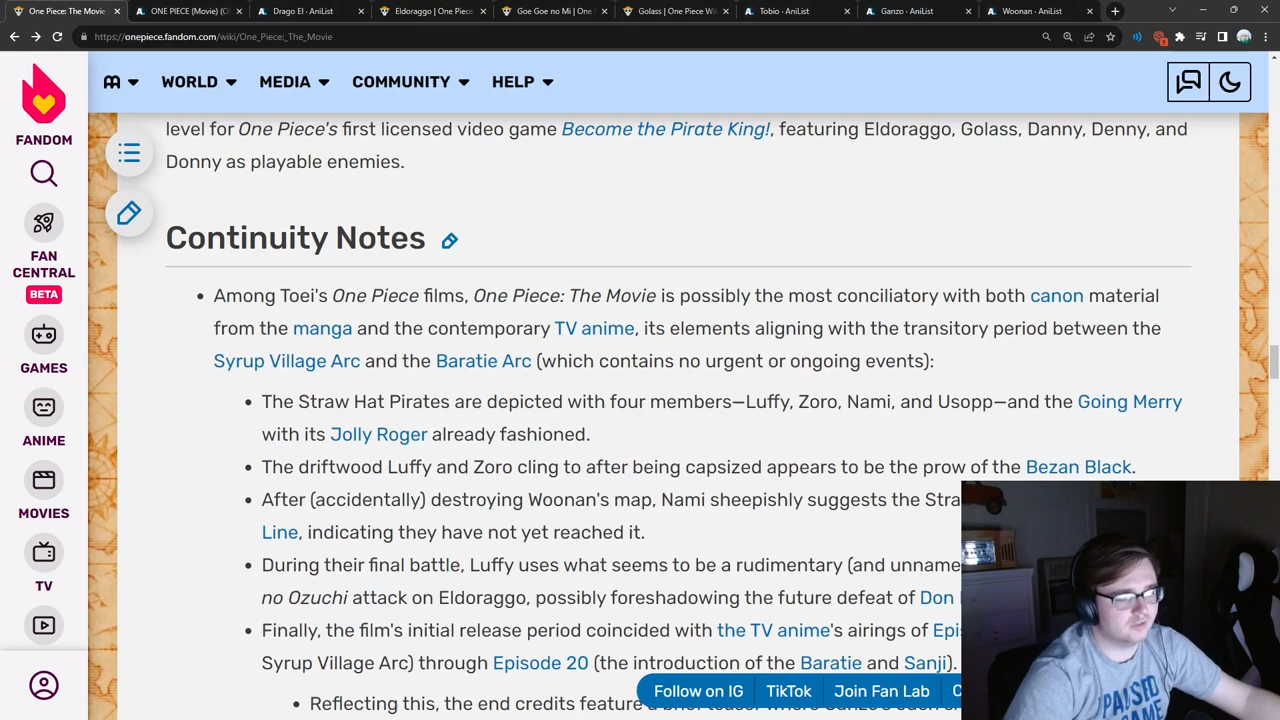 One Piece: The Movie
ONE PIECE (Movie) (O
Drago El · AniList
Eldoraggo | One Piece
Goe Goe no Mi | One
Golass | One Piece Wi
Tobio · AniList
Ganzo · AniList
Woonan · AniList
https://onepiece.fandom.com/wiki/One_Piece:_The_Movie
WORLD MEDIA COMMUNITY HELP
FANDOM
FAN CENTRAL
BETA
GAMES
ANIME
MOVIES
TV
level for One Piece's first licensed video game Become the Pirate King!, featuring Eldoraggo, Golass, Danny, Denny, and
Donny as playable enemies.
Continuity Notes
Among Toei's One Piece films, One Piece: The Movie is possibly the most conciliatory with both canon material
from the manga and the contemporary TV anime, its elements aligning with the transitory period between the
Syrup Village Arc and the Baratie Arc (which contains no urgent or ongoing events):
The Straw Hat Pirates are depicted with four members—Luffy, Zoro, Nami, and Usopp—and the Going Merry
with its Jolly Roger already fashioned.
The driftwood Luffy and Zoro cling to after being capsized appears to be the prow of the Bezan Black.
After (accidentally) destroying Woonan's map, Nami sheepishly suggests the Stra
Line, indicating they have not yet reached it.
During their final battle, Luffy uses what seems to be a rudimentary (and unname
no Ozuchi attack on Eldoraggo, possibly foreshadowing the future defeat of Don
Finally, the film's initial release period coincided with the TV anime's airings of Epi
Syrup Village Arc) through Episode 20 (the introduction of the Baratie and Sanji).
Reflecting this, the end credits feature a brief
Follow on IG TikTok Join Fan Lab
PAUSED
GAME